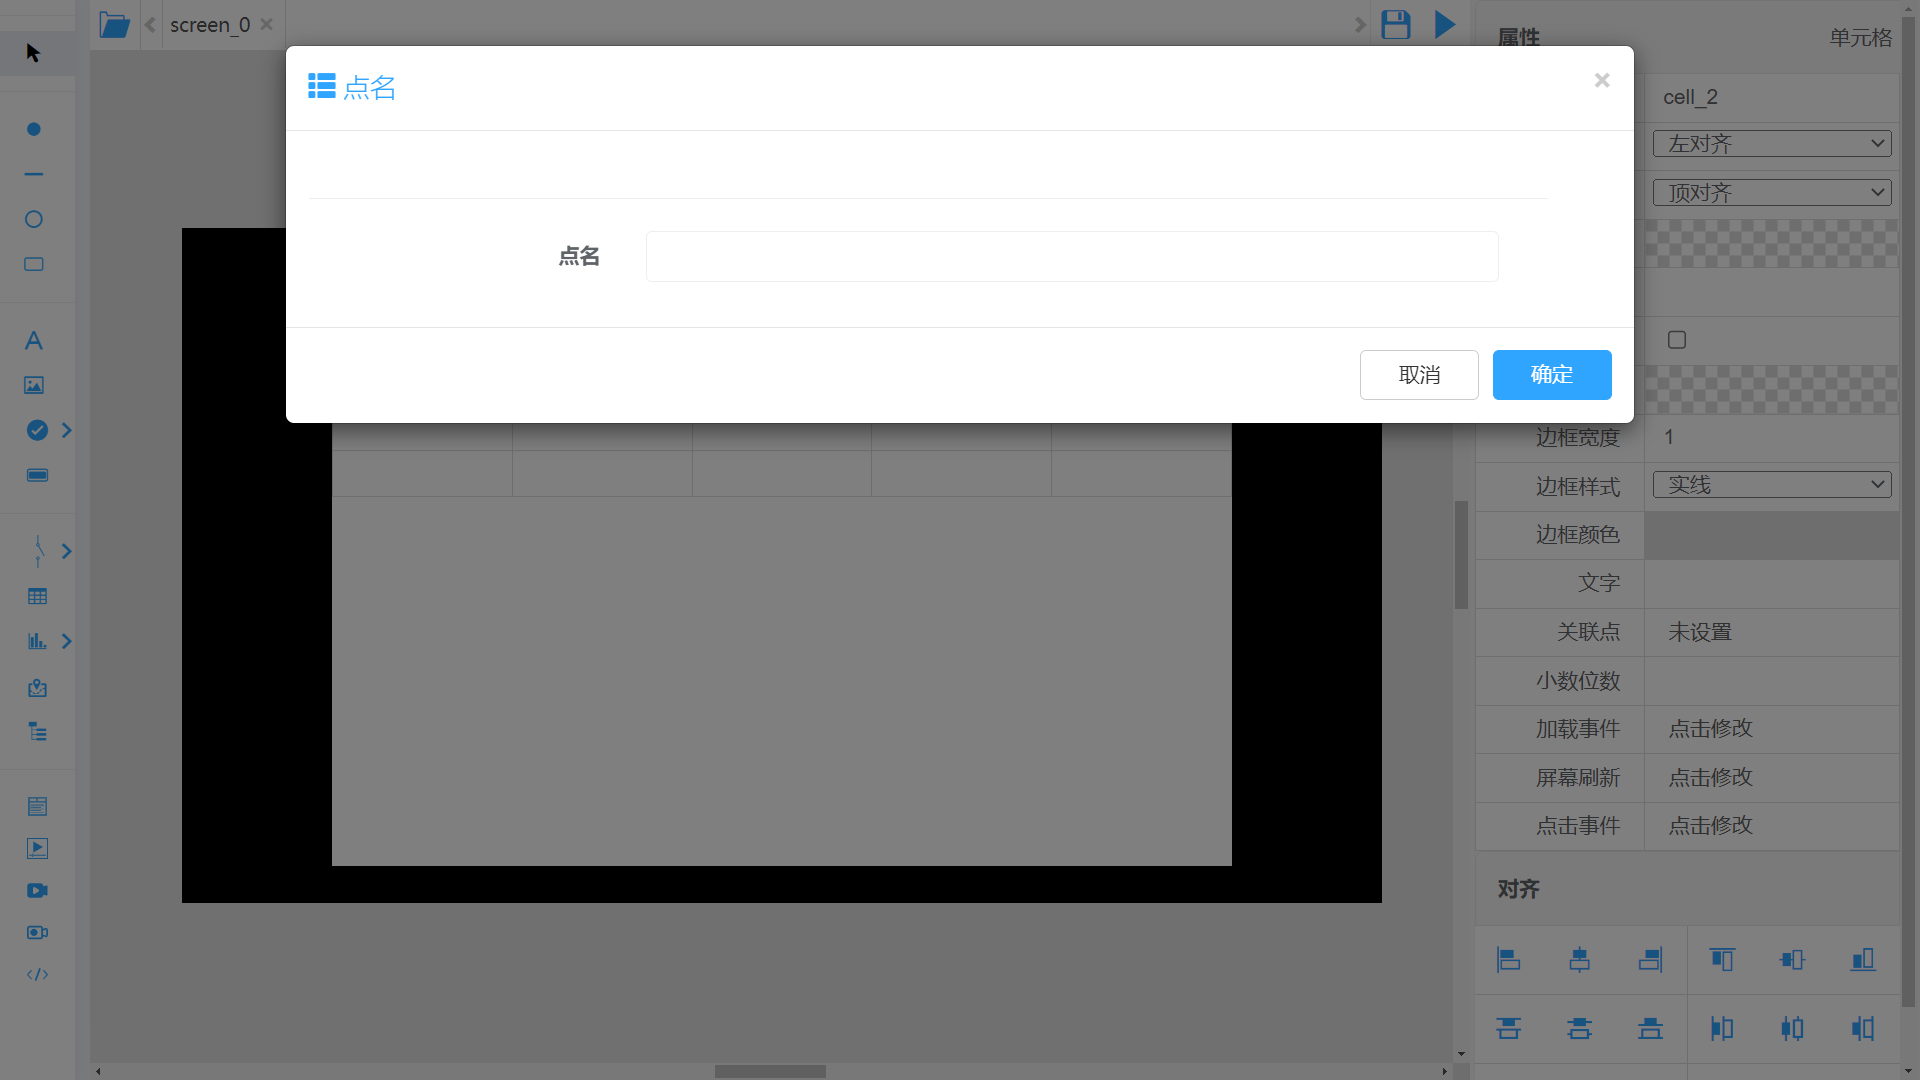 screen_0
属性
单元格
点名
cell_2
左对齐
顶对齐
点名
取消
确定
边框宽度
1
边框样式
实线
边框颜色
文字
关联点
未设置
小数位数
加载事件
点击修改
屏幕刷新
点击修改
点击事件
点击修改
对齐